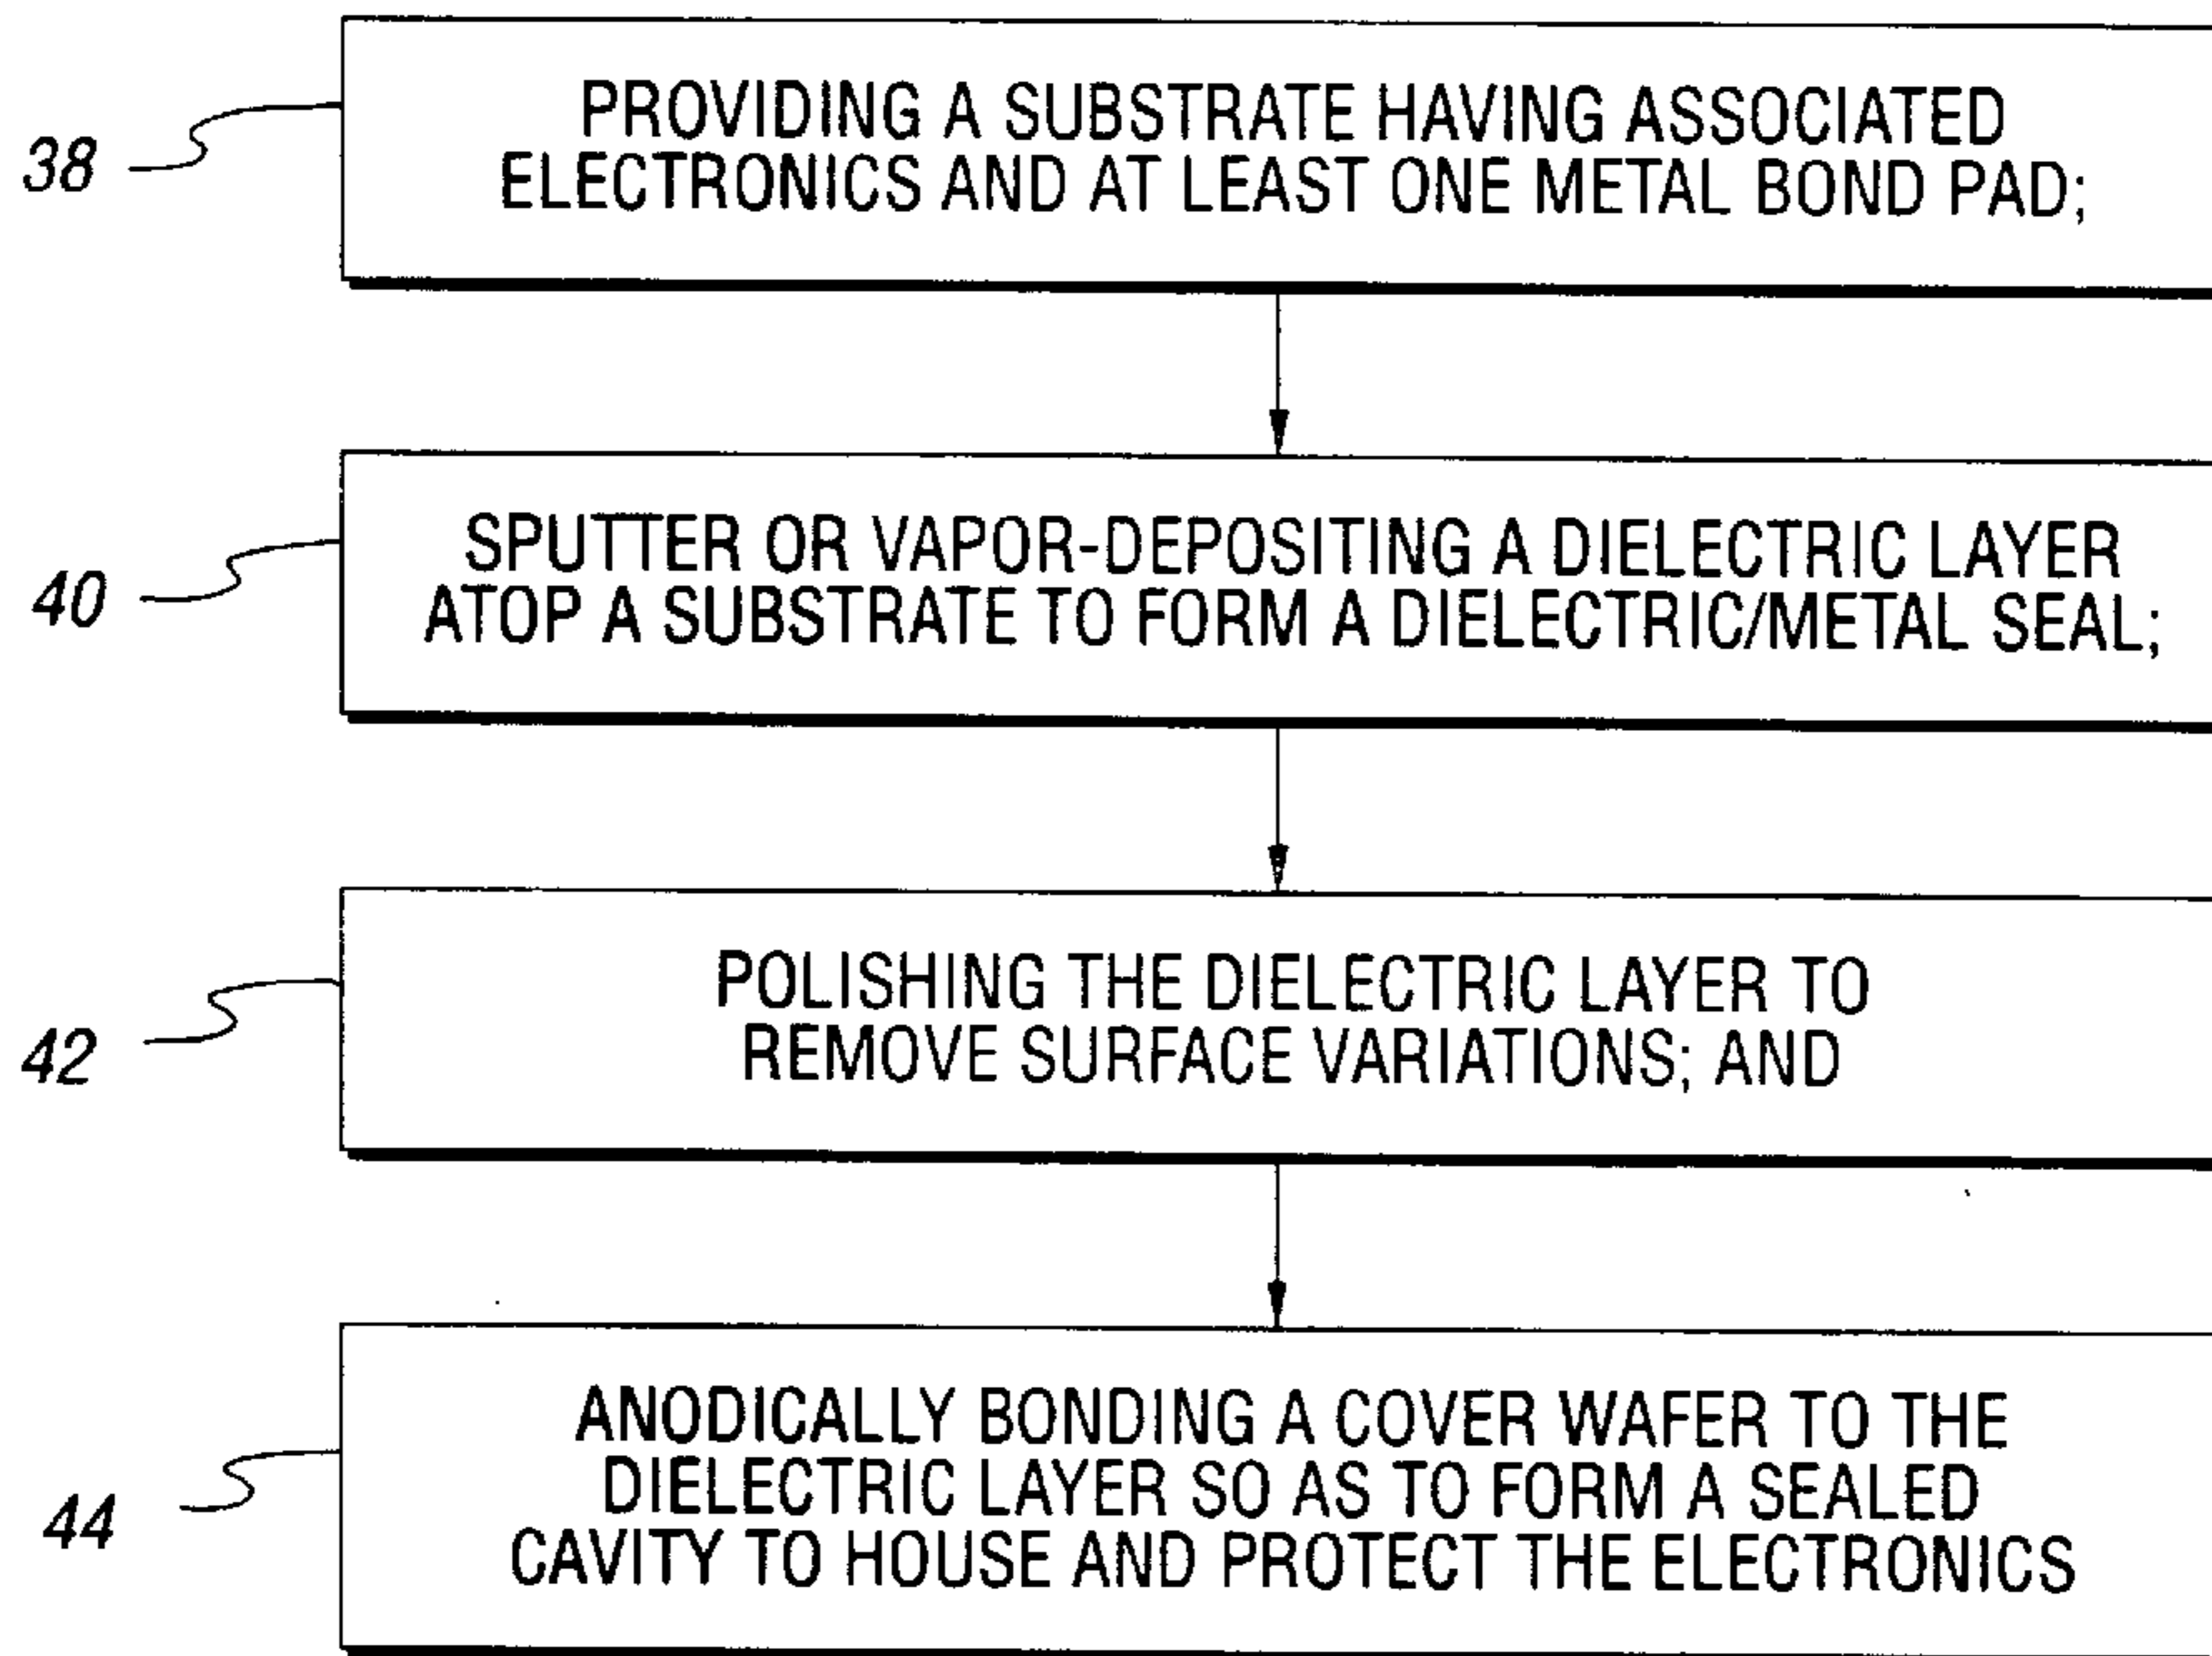 38
PROVIDING A SUBSTRATE HAVING ASSOCIATED
ELECTRONICS AND AT LEAST ONE METAL BOND PAD;
40
SPUTTER OR VAPOR-DEPOSITING A DIELECTRIC LAYER
ATOP A SUBSTRATE TO FORM A DIELECTRIC/METAL SEAL;
42
POLISHING THE DIELECTRIC LAYER TO
REMOVE SURFACE VARIATIONS; AND
44
ANODICALLY BONDING A COVER WAFER TO THE
DIELECTRIC LAYER SO AS TO FORM A SEALED
CAVITY TO HOUSE AND PROTECT THE ELECTRONICS